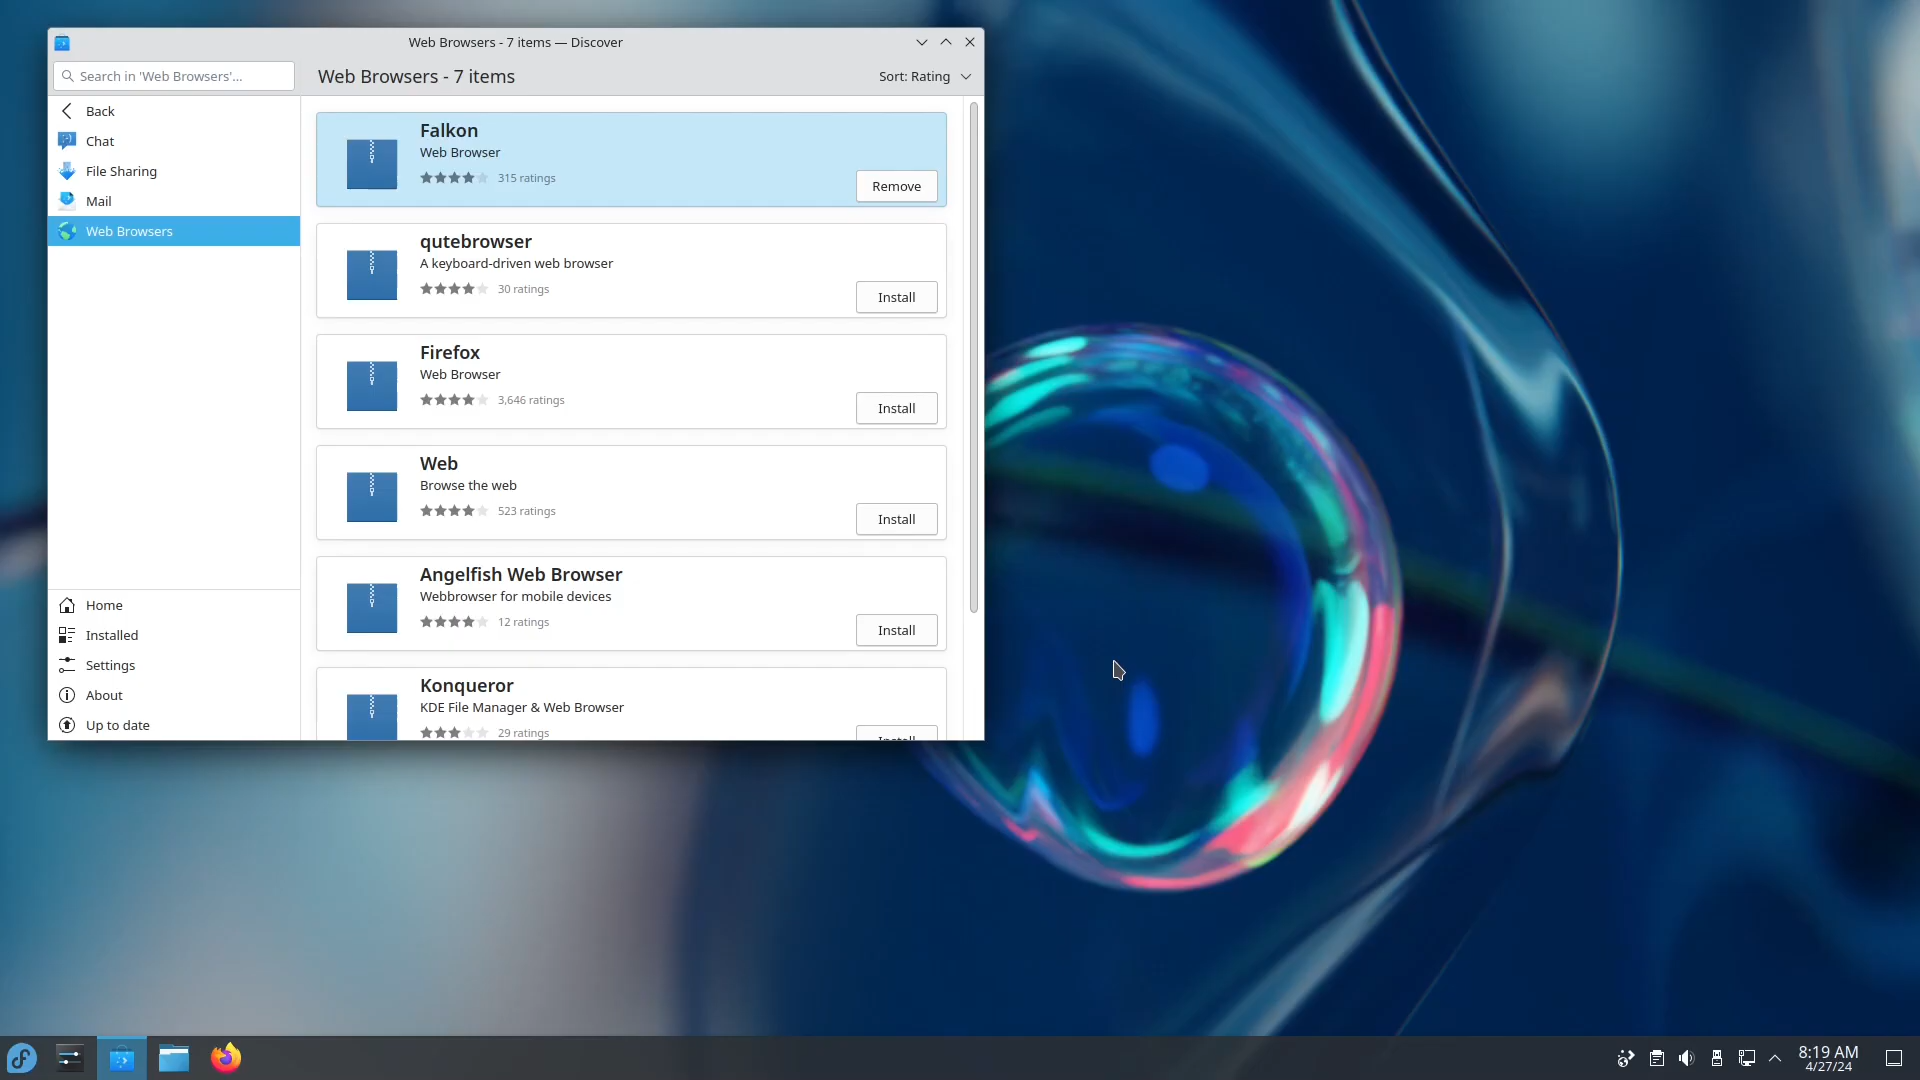 Web Browsers - 7 items — Discover
Search in 'Web Browsers'...
Web Browsers - 7 items
Sort: Rating
Back
Chat
File Sharing
Mail
Web Browsers
Home
Installed
Settings
About
Up to date
Falkon
Web Browser
315 ratings
Remove
qutebrowser
A keyboard-driven web browser
30 ratings
Install
Firefox
Web Browser
3,646 ratings
Install
Web
Browse the web
523 ratings
Install
Angelfish Web Browser
Webbrowser for mobile devices
12 ratings
Install
Konqueror
KDE File Manager & Web Browser
29 ratings
Install
8:19 AM
4/27/24